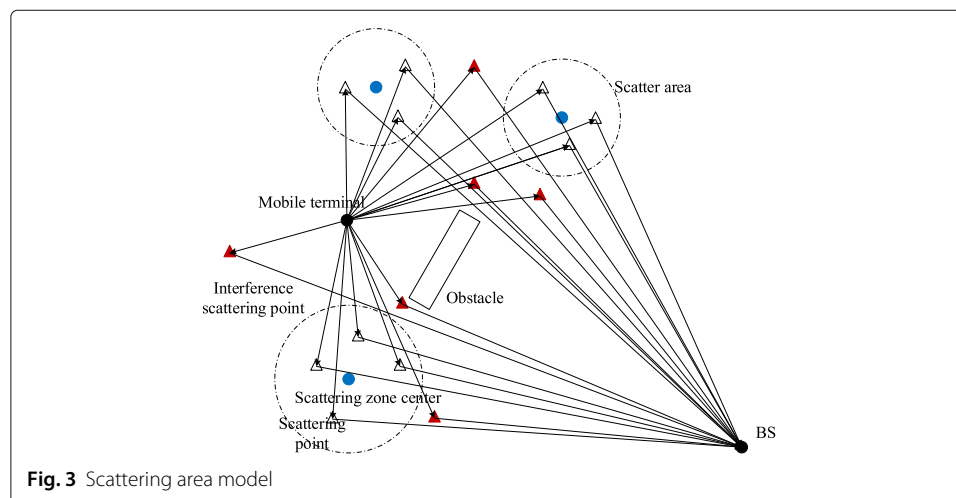 Scatter area
Mobile terminal
Interference
scattering point
Obstacle
Scattering zone center
Scattering
point
BS
Fig. 3 Scattering area model